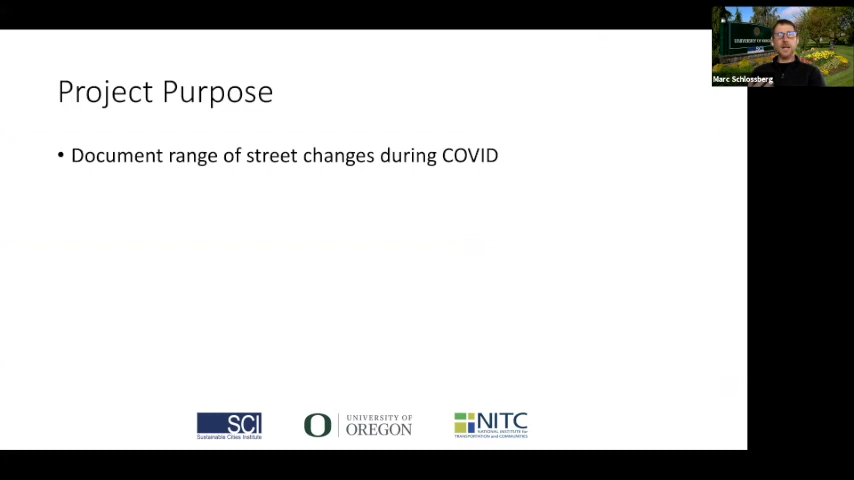 Project Purpose
• Document range of street changes during COVID
Marc Schlossberg
SCI
Sustainable Cities Institute
UNIVERSITY OF
OREGON
NITC
NATIONAL INSTITUTE for
TRANSPORTATION and COMMUNITIES